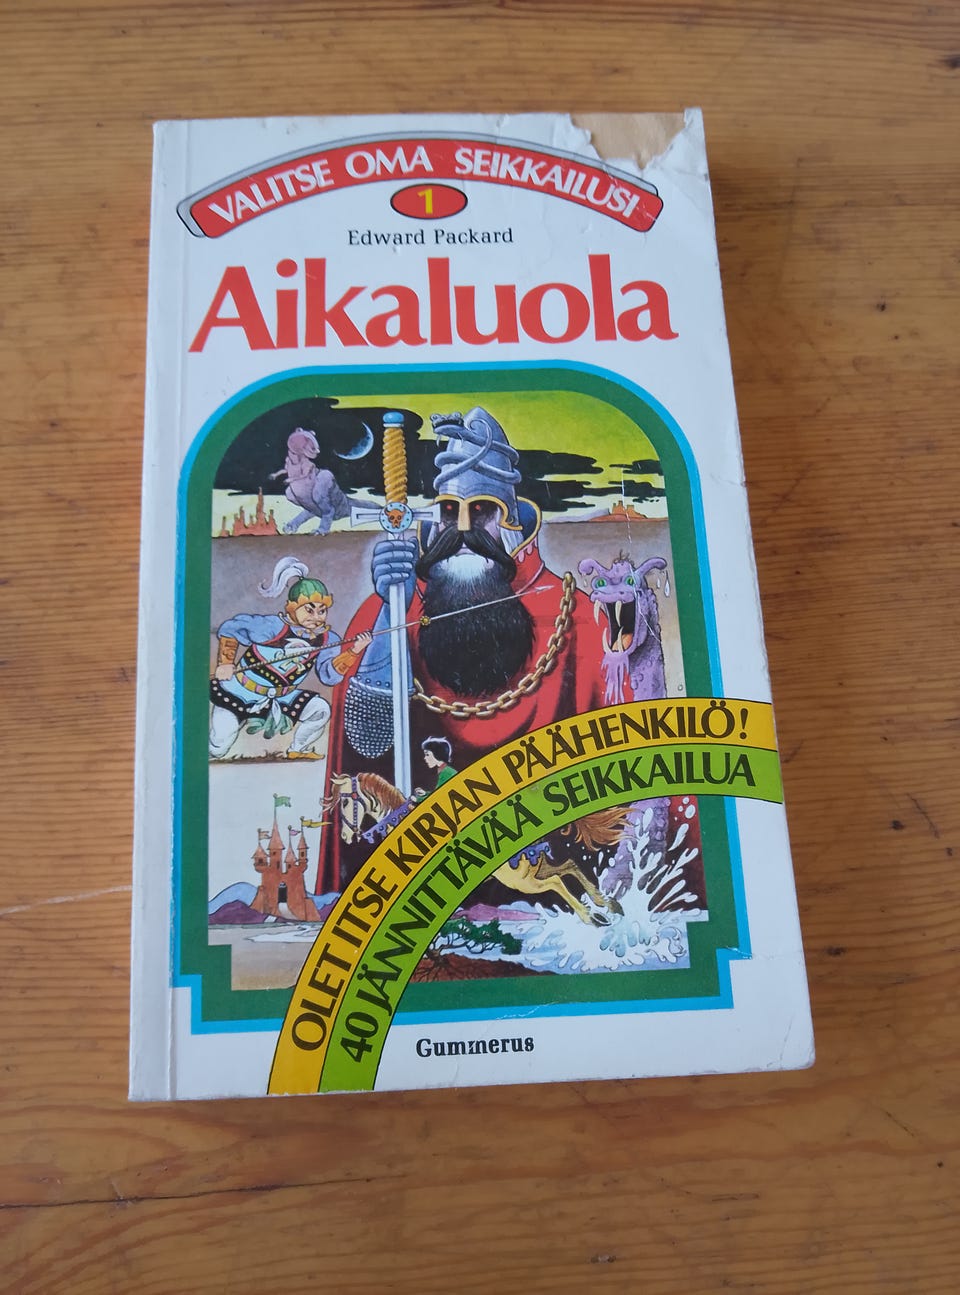 VALITSE OMA SEIKKAILUSI
1
Edward Packard
Aikaluola
OLET ITSE KIRJAN PÄÄHENKILÖ!
40 JÄNNITTÄVÄÄ SEIKKAILUA
Gummerus